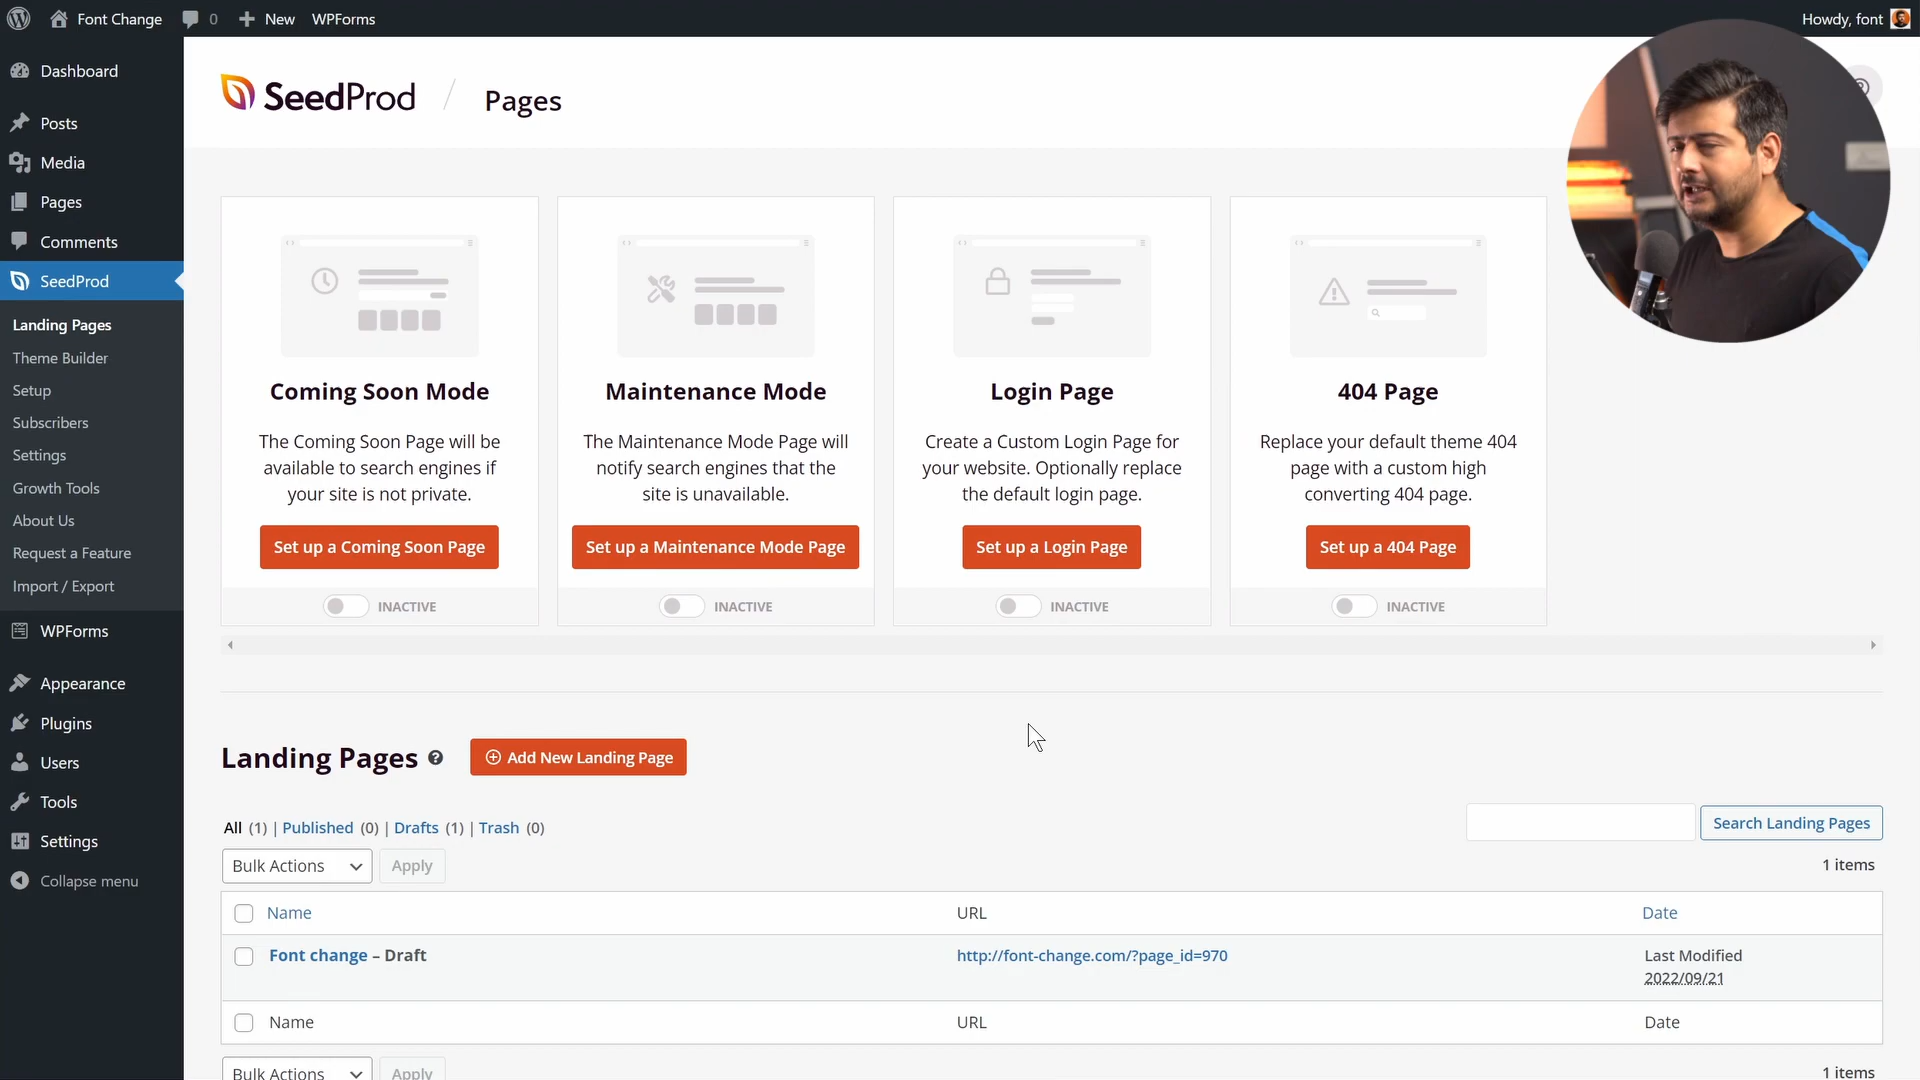 Font Change 0 New WPForms Howdy, font
Dashboard
Posts
Media
Pages
Comments
SeedProd
Landing Pages
Theme Builder
Setup
Subscribers
Settings
Growth Tools
About Us
Request a Feature
Import / Export
WPForms
Appearance
Plugins
Users
Tools
Settings
Collapse menu
SeedProd / Pages
Coming Soon Mode
The Coming Soon Page will be
available to search engines if
your site is not private.
Set up a Coming Soon Page
INACTIVE
Maintenance Mode
The Maintenance Mode Page will
notify search engines that the
site is unavailable.
Set up a Maintenance Mode Page
INACTIVE
Login Page
Create a Custom Login Page for
your website. Optionally replace
the default login page.
Set up a Login Page
INACTIVE
404 Page
Replace your default theme 404
page with a custom high
converting 404 page.
Set up a 404 Page
INACTIVE
Landing Pages ? Add New Landing Page
All (1) | Published (0) | Drafts (1) | Trash (0)
Search Landing Pages
Bulk Actions Apply 1 items
Name URL Date
Font change – Draft http://font-change.com/?page_id=970 Last Modified
2022/09/21
Name URL Date
Bulk Actions Apply 1 items